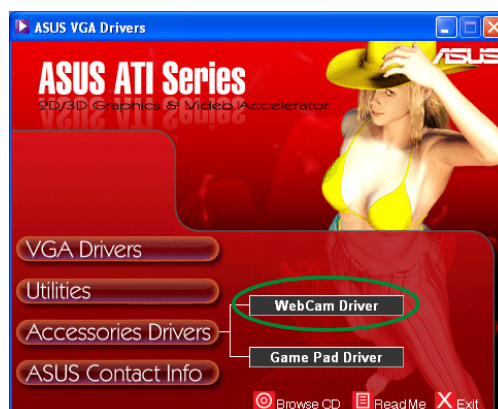 ASUS VGA Drivers
ASUS
ASUS ATI Series
2D/3D Graphics & Video Accelerator
VGA Drivers
Utilities
WebCam Driver
Accessories Drivers
Game Pad Driver
ASUS Contact Info
Browse CD ReadMe X Exit